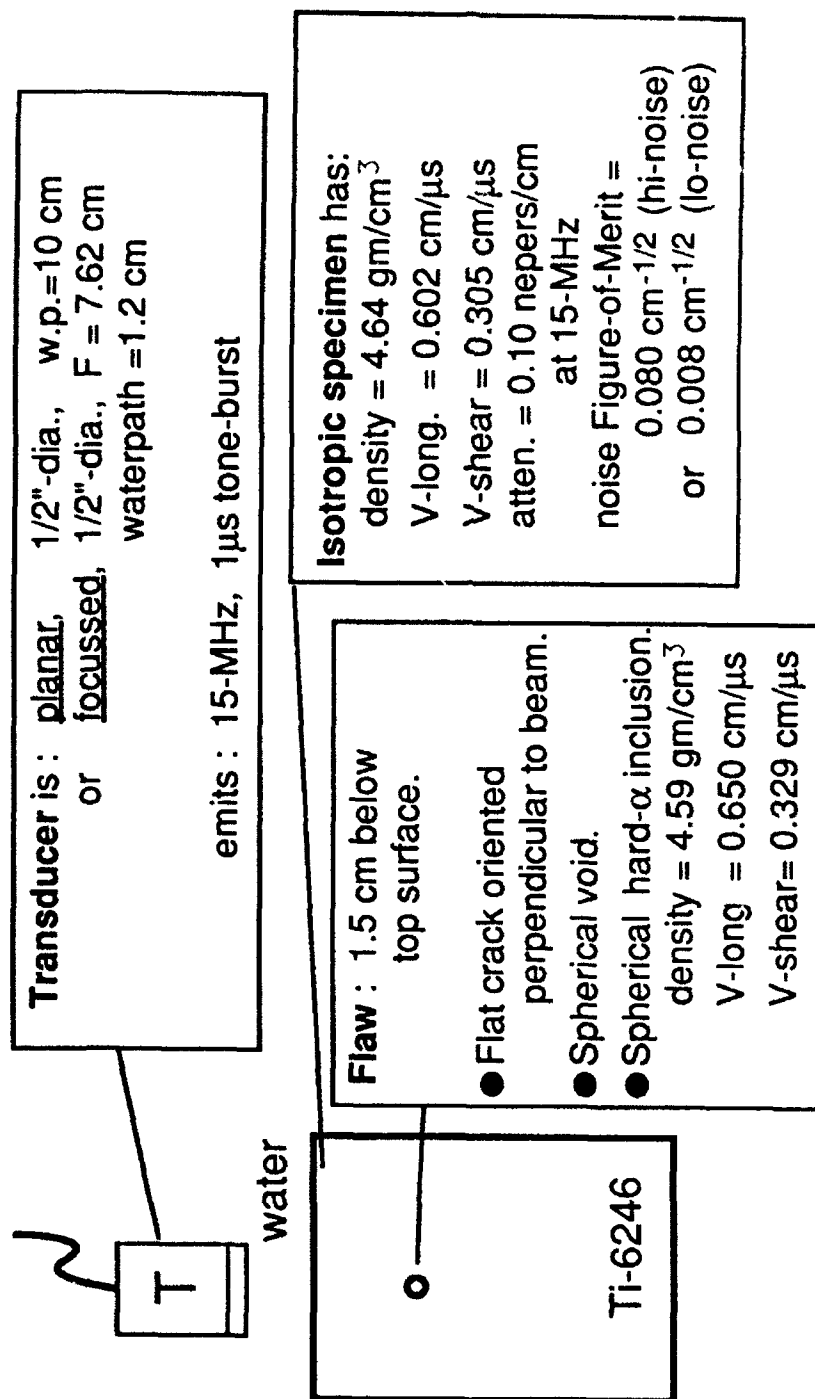 Transducer is : planar, 1/2"-dia., w.p.=10 cm
or focussed, 1/2"-dia., F = 7.62 cm
waterpath =1.2 cm
emits : 15-MHz, 1µs tone-burst
T
water
Ti-6246
Flaw : 1.5 cm below
top surface.
● Flat crack oriented
perpendicular to beam.
● Spherical void.
● Spherical hard-α inclusion.
density = 4.59 gm/cm³
V-long = 0.650 cm/µs
V-shear= 0.329 cm/µs
Isotropic specimen has:
density = 4.64 gm/cm³
V-long. = 0.602 cm/µs
V-shear = 0.305 cm/µs
atten. = 0.10 nepers/cm
at 15-MHz
noise Figure-of-Merit =
0.080 cm-1/2 (hi-noise)
or 0.008 cm-1/2 (lo-noise)